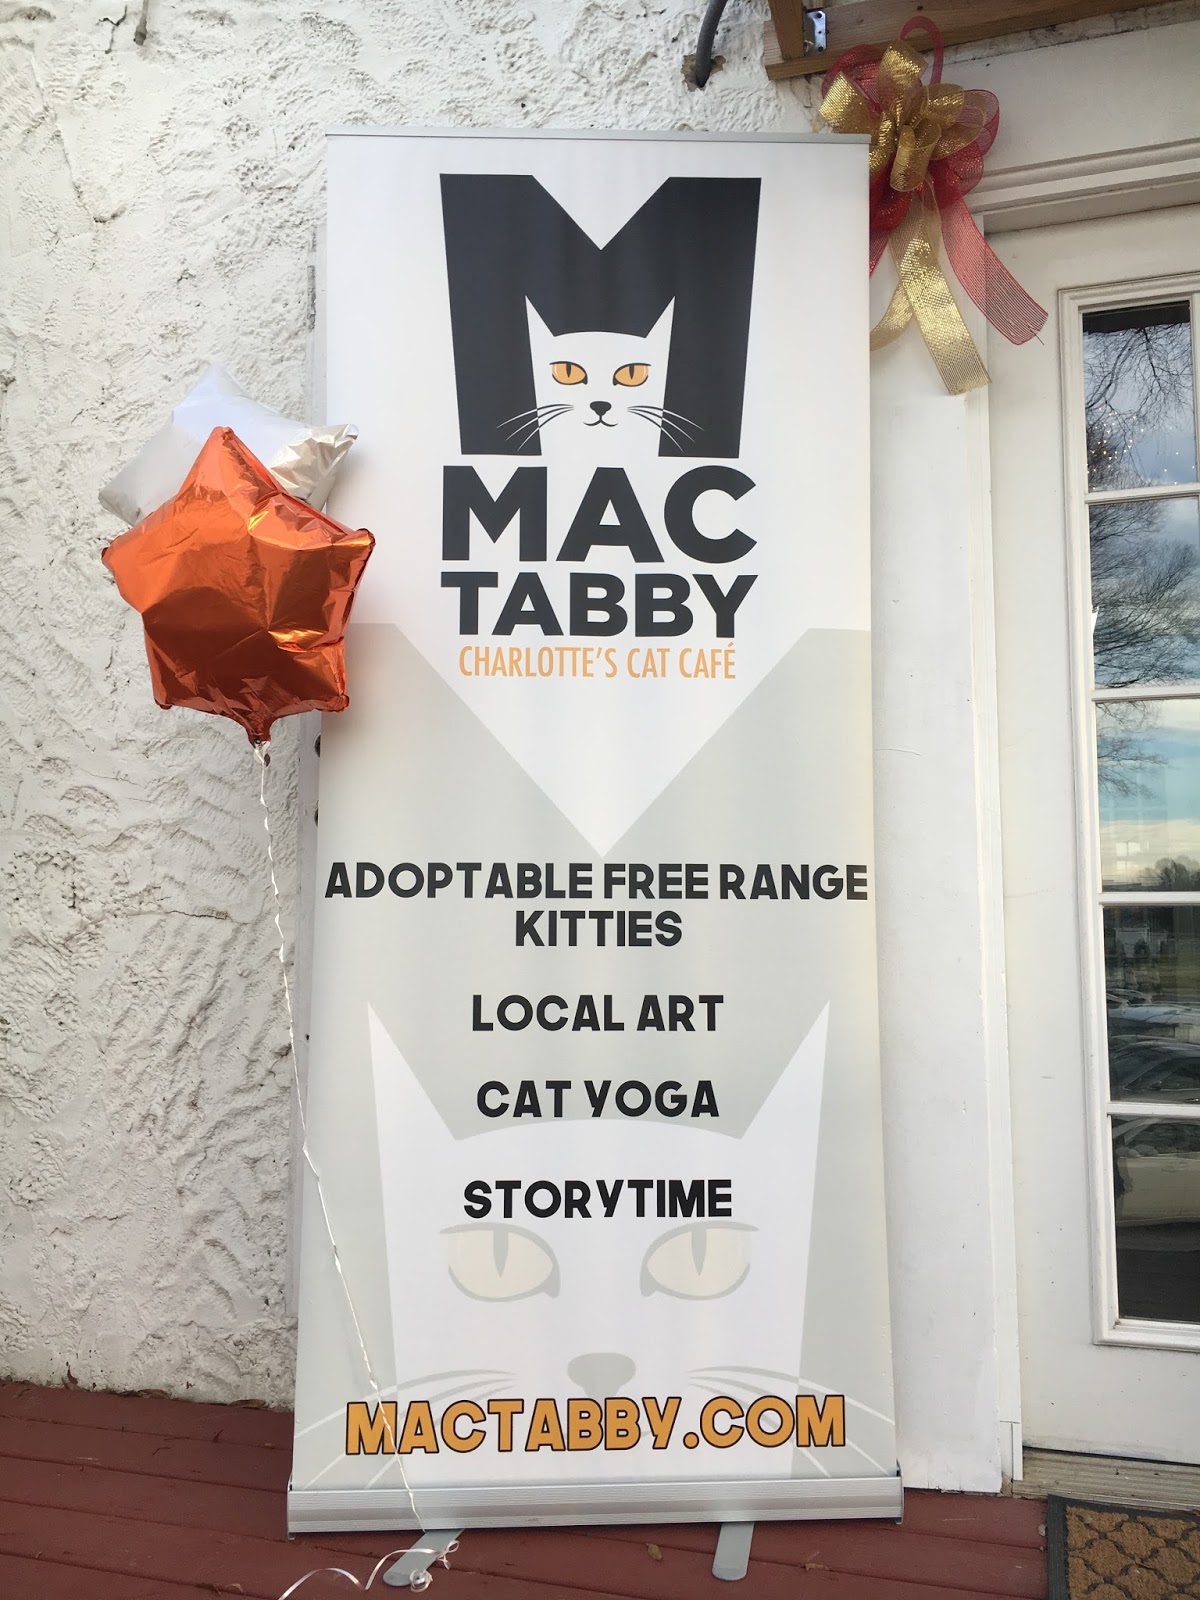 M
MAC
TABBY
CHARLOTTE'S CAT CAFÉ
ADOPTABLE FREE RANGE
KITTIES
LOCAL ART
CAT YOGA
STORYTIME
MACTABBY.COM